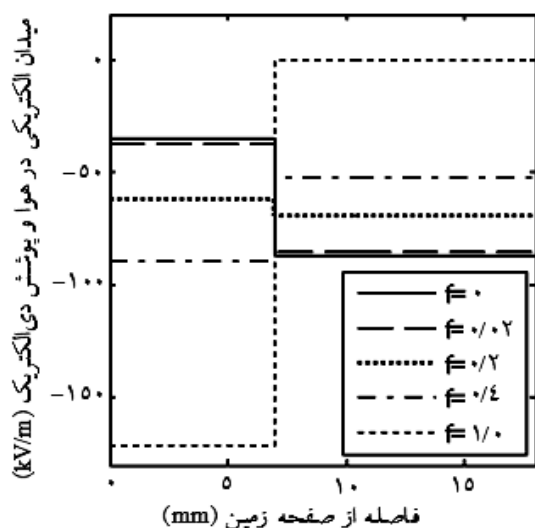 میدان الکتریکی در هوا و پوشش دی‌الکتریک (kV/m)
۰
-۵۰
-۱۰۰
-۱۵۰
f= ۰
f= ۰/۰۲
f= ۰/۲
f= ۰/٤
f= ۱/۰
۰ ۵ ۱۰ ۱۵
فاصله از صفحه زمین (mm)